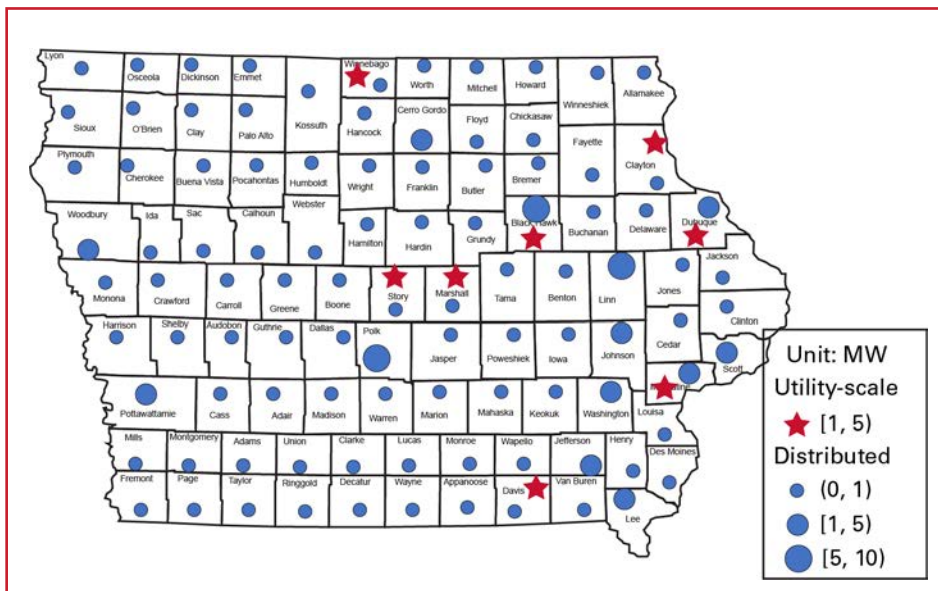 Lyon
Osceola
Dickinson
Emmet
Winnebago
Worth
Mitchell
Howard
Winneshiek
Allamakee
Sioux
O'Brien
Clay
Palo Alto
Kossuth
Hancock
Cerro Gordo
Floyd
Chickasaw
Fayette
Clayton
Plymouth
Cherokee
Buena Vista
Pocahontas
Humboldt
Wright
Franklin
Butler
Bremer
Woodbury
Ida
Sac
Calhoun
Webster
Hamilton
Hardin
Grundy
Black Hawk
Buchanan
Delaware
Dubuque
Monona
Crawford
Carroll
Greene
Boone
Story
Marshall
Tama
Benton
Linn
Jones
Jackson
Clinton
Harrison
Shelby
Audobon
Guthrie
Dallas
Polk
Jasper
Poweshiek
Iowa
Johnson
Cedar
Scott
Pottawattamie
Cass
Adair
Madison
Warren
Marion
Mahaska
Keokuk
Washington
Louisa
Mills
Montgomery
Adams
Union
Clarke
Lucas
Monroe
Wapello
Jefferson
Henry
Des Moines
Fremont
Page
Taylor
Ringgold
Decatur
Wayne
Appanoose
Davis
Van Buren
Lee
Unit: MW
Utility-scale
[1, 5)
Distributed
(0, 1)
[1, 5)
[5, 10)